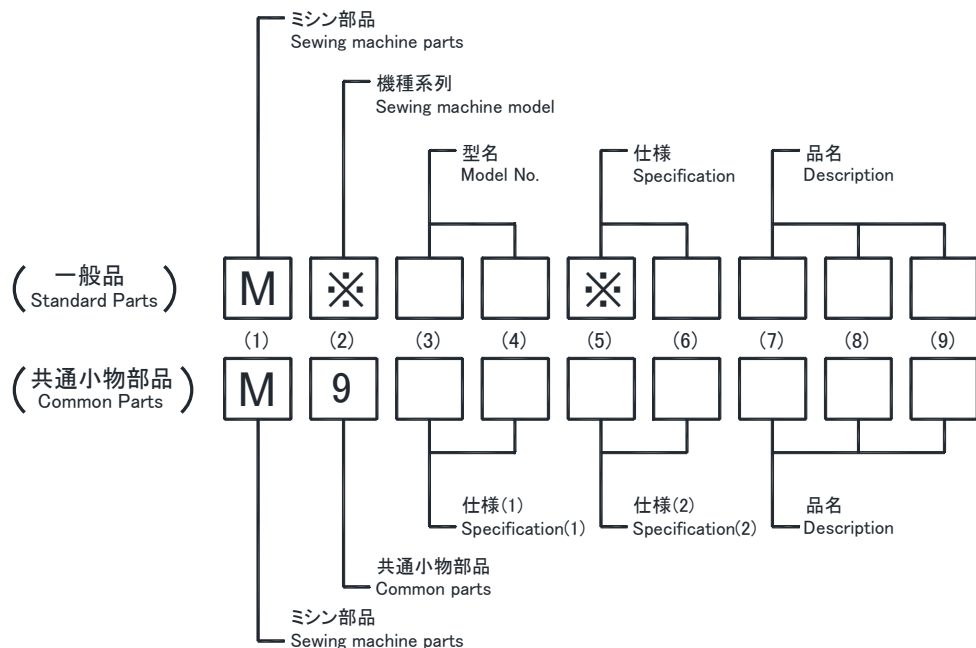 ミシン部品
Sewing machine parts
機種系列
Sewing machine model
型名
Model No.
仕様
Specification
品名
Description
(一般品
Standard Parts)
M ※ ※
(1) (2) (3) (4) (5) (6) (7) (8) (9)
(共通小物部品
Common Parts)
M 9
仕様(1)
Specification(1)
仕様(2)
Specification(2)
品名
Description
共通小物部品
Common parts
ミシン部品
Sewing machine parts